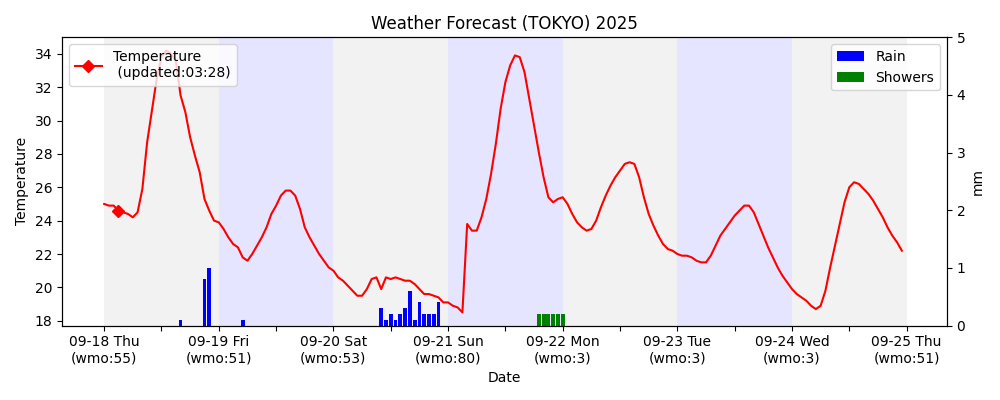 Weather Forecast (TOKYO) 2025
Temperature
(updated:03:28)
Rain
Showers
34
32
30
28
26
24
22
20
18
Temperature
5
4
3
2
1
0
mm
09-18 Thu
(wmo:55)
09-19 Fri
(wmo:51)
09-20 Sat
(wmo:53)
09-21 Sun
(wmo:80)
09-22 Mon
(wmo:3)
09-23 Tue
(wmo:3)
09-24 Wed
(wmo:3)
09-25 Thu
(wmo:51)
Date